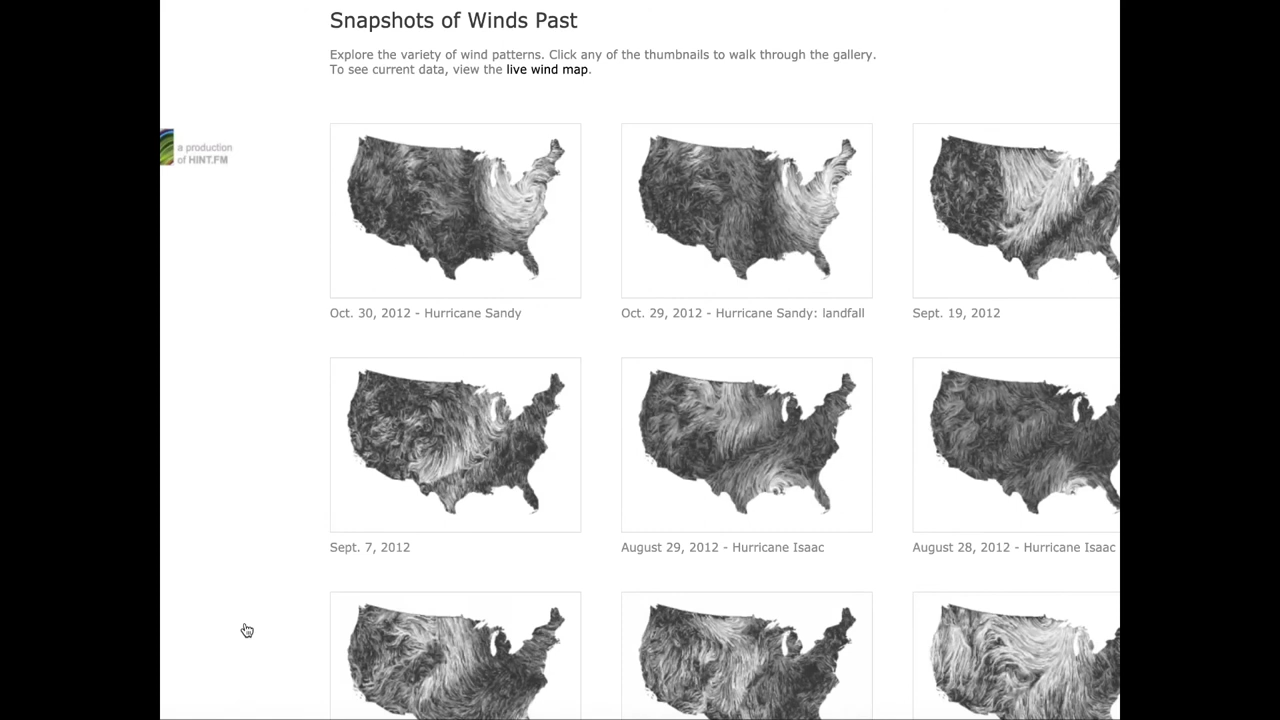 Snapshots of Winds Past
Explore the variety of wind patterns. Click any of the thumbnails to walk through the gallery.
To see current data, view the live wind map.
a production
of HINT.FM
Oct. 30, 2012 - Hurricane Sandy
Oct. 29, 2012 - Hurricane Sandy: landfall
Sept. 19, 2012
Sept. 7, 2012
August 29, 2012 - Hurricane Isaac
August 28, 2012 - Hurricane Isaac